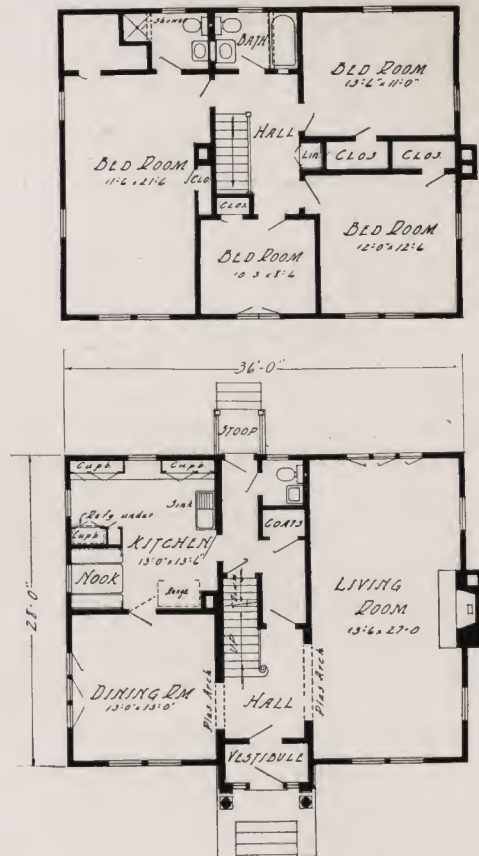 Shower
BATH
BED ROOM
13'-6" x 11'-0"
HALL
BED ROOM
11'-6 x 21'-6
CLO.
LIN
CLOS
CLOS.
CLOS.
BED ROOM
10'-3 x 8'-6
BED ROOM
12'-0" x 12'-6
36'-0"
STOOP
Cupb.
Cupb.
Sink
Refg under
Cupb
COATS
KITCHEN
13'-0" x 13'-6"
NOOK
Range
Down
UP
LIVING
ROOM
13'-6 x 27-0
28'-0"
DINING RM
13'-0" x 13'-0"
Plas Arch
HALL
Plas Arch
VESTIBULE